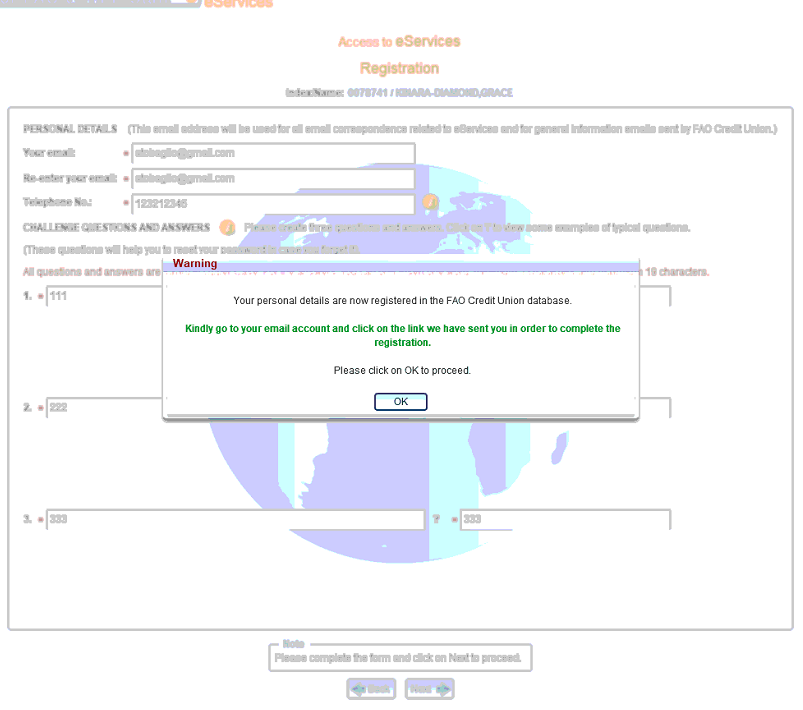 eServices
Access to eServices
Registration
Index/Name: 0078741 / KINARA-DIAMOND,GRACE
PERSONAL DETAILS (This email address will be used for all email correspondence related to eServices and for general information emails sent by FAO Credit Union.)
Your email: * atobaglio@gmail.com
Re-enter your email: * atobaglio@gmail.com
Telephone No.: * 123212345
CHALLENGE QUESTIONS AND ANSWERS Please create three questions and answers. Click on ? to view some examples of typical questions.
(These questions will help you to reset your password in case you forget it.
All questions and answers are 19 characters.
Warning
Your personal details are now registered in the FAO Credit Union database.
Kindly go to your email account and click on the link we have sent you in order to complete the
registration.
Please click on OK to proceed.
OK
1. * 111
2. * 222
3. * 333 ? * 333
Note
Please complete the form and click on Next to proceed.
Back Next